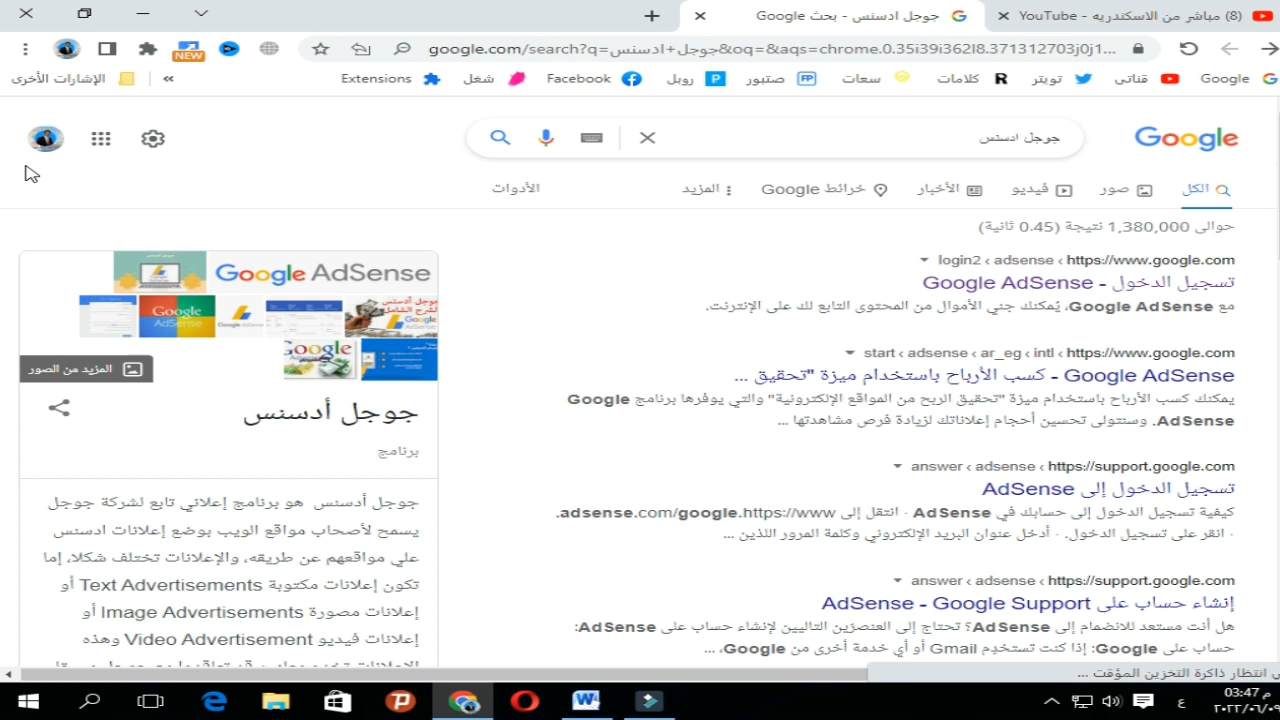 (8) مباشر من الاسكندريه - YouTube
جوجل ادسنس - بحث Google
google.com/search?q=جوجل+ادسنس&oq=&aqs=chrome.0.35i39i362l8.371312703j0j1...
NEW
Google
قناتى
تويتر
كلامات
سعات
صتبور
روبل
Facebook
شغل
Extensions
»
الإشارات الأخرى
Google
جوجل ادسنس
الكل
صور
فيديو
الأخبار
خرائط Google
المزيد
الأدوات
حوالى 1,380,000 نتيجة (0.45 ثانية)
https://www.google.com › adsense › login2
تسجيل الدخول - Google AdSense
مع Google AdSense، يُمكنك جني الأموال من المحتوى التابع لك على الإنترنت.
https://www.google.com › intl › ar_eg › adsense › start
Google AdSense - كسب الأرباح باستخدام ميزة "تحقيق ...
يمكنك كسب الأرباح باستخدام ميزة "تحقيق الربح من المواقع الإلكترونية" والتي يوفرها برنامج Google
AdSense. وسنتولى تحسين أحجام إعلاناتك لزيادة فرص مشاهدتها ...
https://support.google.com › adsense › answer
تسجيل الدخول إلى AdSense
كيفية تسجيل الدخول إلى حسابك في AdSense · انتقل إلى https://www.google.com/adsense.
· انقر على تسجيل الدخول. · أدخل عنوان البريد الإلكتروني وكلمة المرور اللذين ...
https://support.google.com › adsense › answer
إنشاء حساب على AdSense - Google Support
هل أنت مستعد للانضمام إلى AdSense؟ تحتاج إلى العنصرَين التاليين لإنشاء حساب على AdSense:
حساب على Google: إذا كنت تستخدِم Gmail أو أي خدمة أخرى من Google، ...
Google AdSense
Google AdSense
Google AdSense
جوجل أدسنس
Google
المزيد من الصور
جوجل أدسنس
برنامج
جوجل أدسنس هو برنامج إعلاني تابع لشركة جوجل
يسمح لأصحاب مواقع الويب بوضع إعلانات ادسنس
علي مواقعهم عن طريقه، والإعلانات تختلف شكلا، إما
تكون إعلانات مكتوبة Text Advertisements أو
إعلانات مصورة Image Advertisements أو
إعلانات فيديو Video Advertisement وهذه
انتظار ذاكرة التخزين المؤقت ...
ع
03:47 م